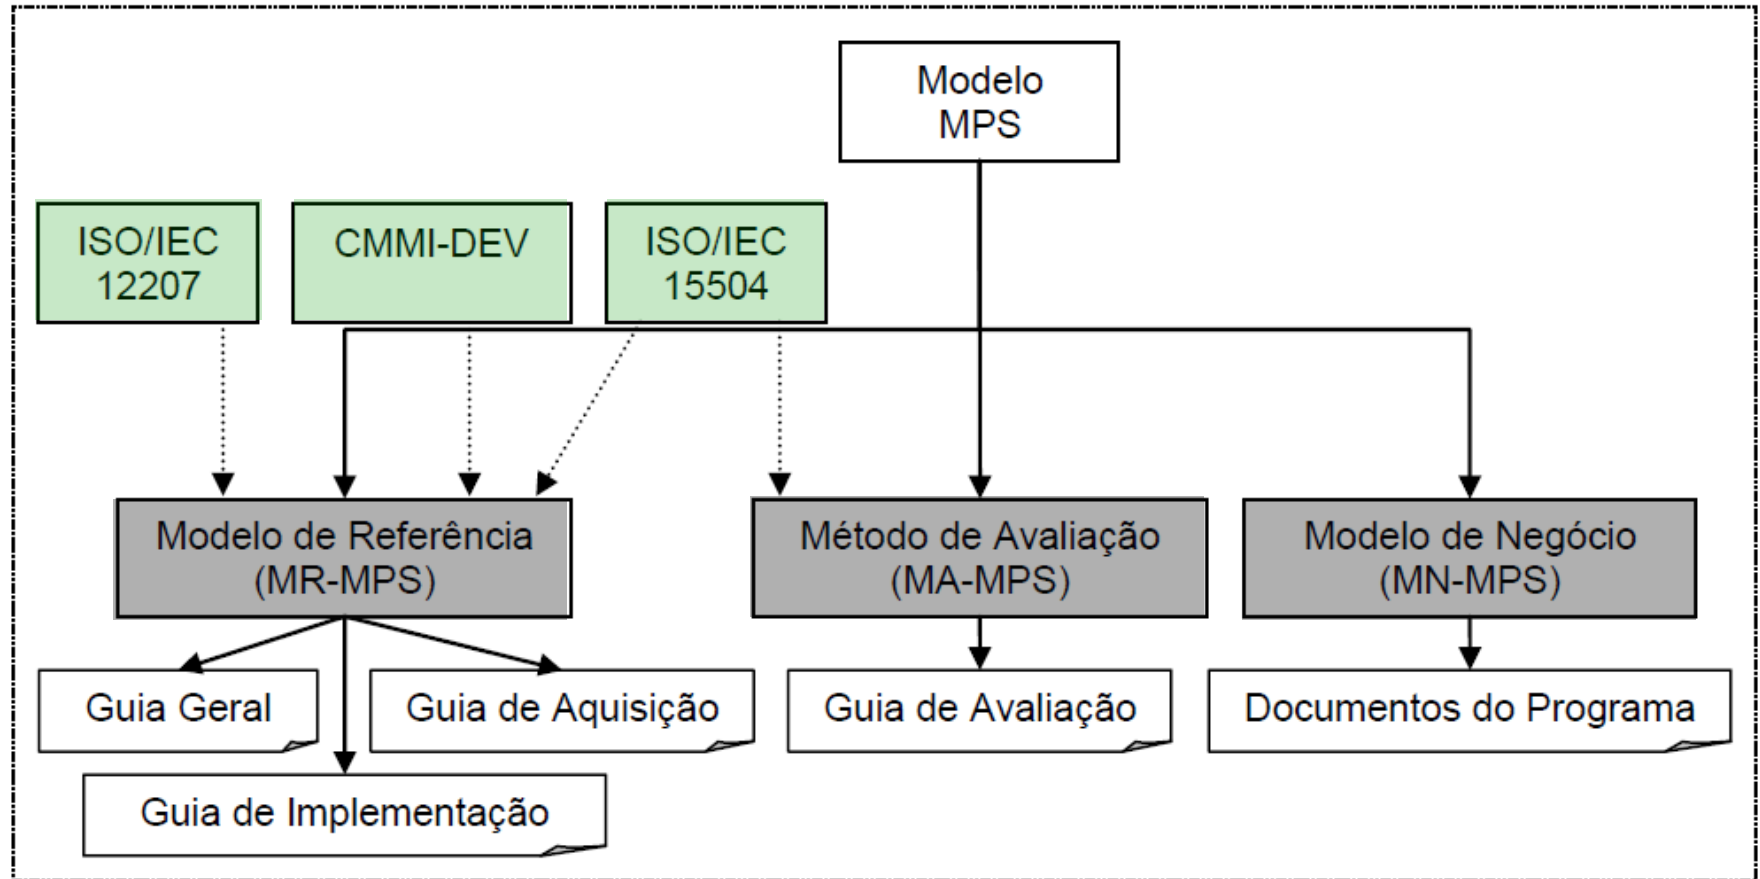 Modelo
MPS
ISO/IEC
12207
CMMI-DEV
ISO/IEC
15504
Modelo de Referência
(MR-MPS)
Método de Avaliação
(MA-MPS)
Modelo de Negócio
(MN-MPS)
Guia Geral
Guia de Aquisição
Guia de Avaliação
Documentos do Programa
Guia de Implementação